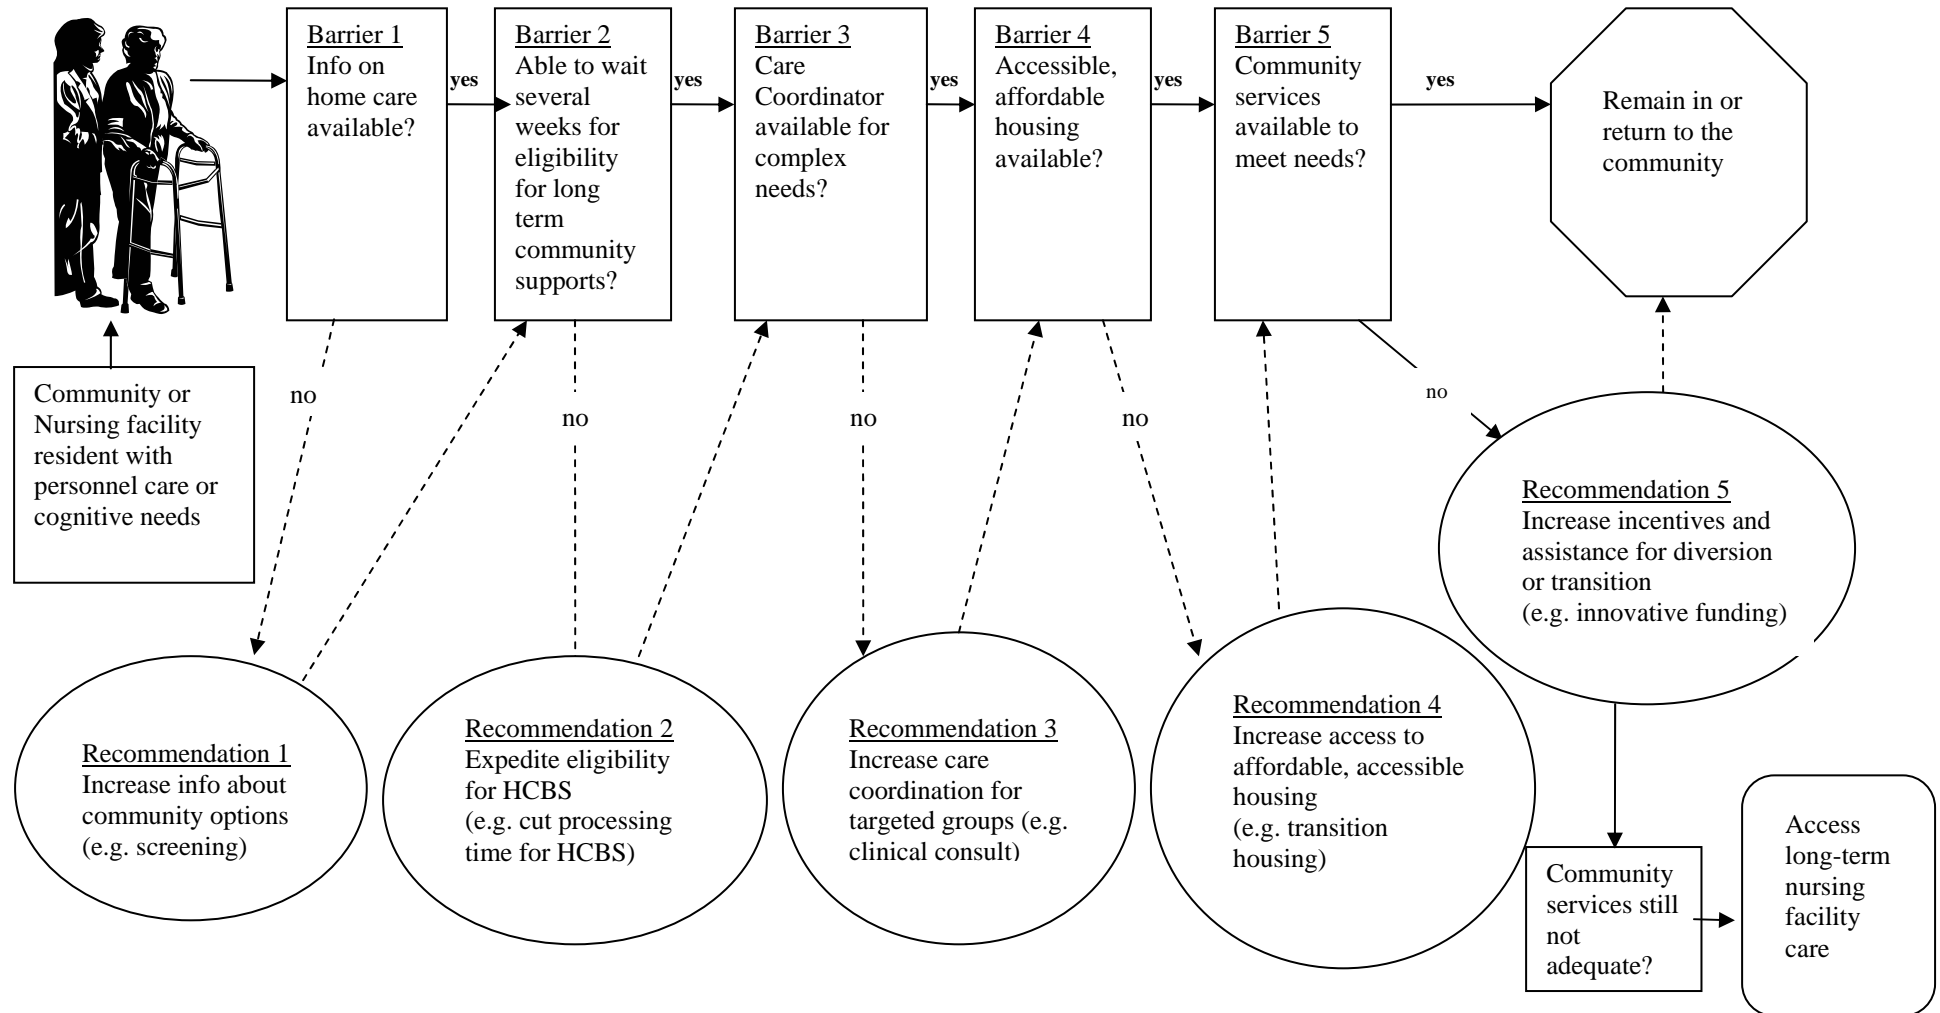 Barrier 1
Info on
home care
available?
yes
Barrier 2
Able to wait
several
weeks for
eligibility
for long
term
community
supports?
yes
Barrier 3
Care
Coordinator
available for
complex
needs?
yes
Barrier 4
Accessible,
affordable
housing
available?
yes
Barrier 5
Community
services
available to
meet needs?
yes
Remain in or
return to the
community
Community or
Nursing facility
resident with
personnel care or
cognitive needs
no
no
no
no
no
Recommendation 1
Increase info about
community options
(e.g. screening)
Recommendation 2
Expedite eligibility
for HCBS
(e.g. cut processing
time for HCBS)
Recommendation 3
Increase care
coordination for
targeted groups (e.g.
clinical consult)
Recommendation 4
Increase access to
affordable, accessible
housing
(e.g. transition
housing)
Recommendation 5
Increase incentives and
assistance for diversion
or transition
(e.g. innovative funding)
Community
services still
not
adequate?
Access
long-term
nursing
facility
care